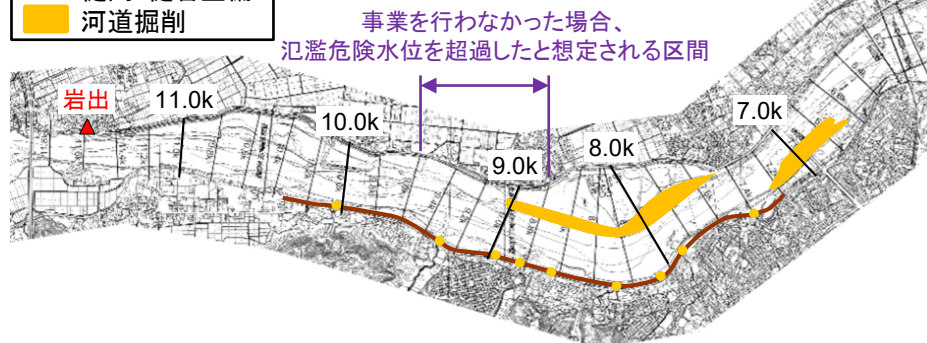 河道掘削
事業を行わなかった場合、
氾濫危険水位を超過したと想定される区間
岩出
11.0k
10.0k
9.0k
8.0k
7.0k